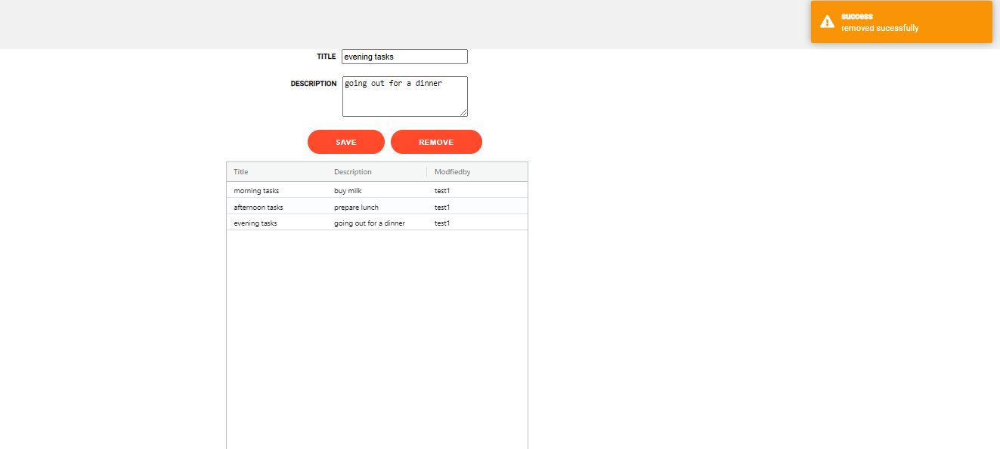 success
removed sucessfully
TITLE evening tasks
DESCRIPTION going out for a dinner
SAVE REMOVE
Title Description Modfiedby
morning tasks buy milk test1
afternoon tasks prepare lunch test1
evening tasks going out for a dinner test1